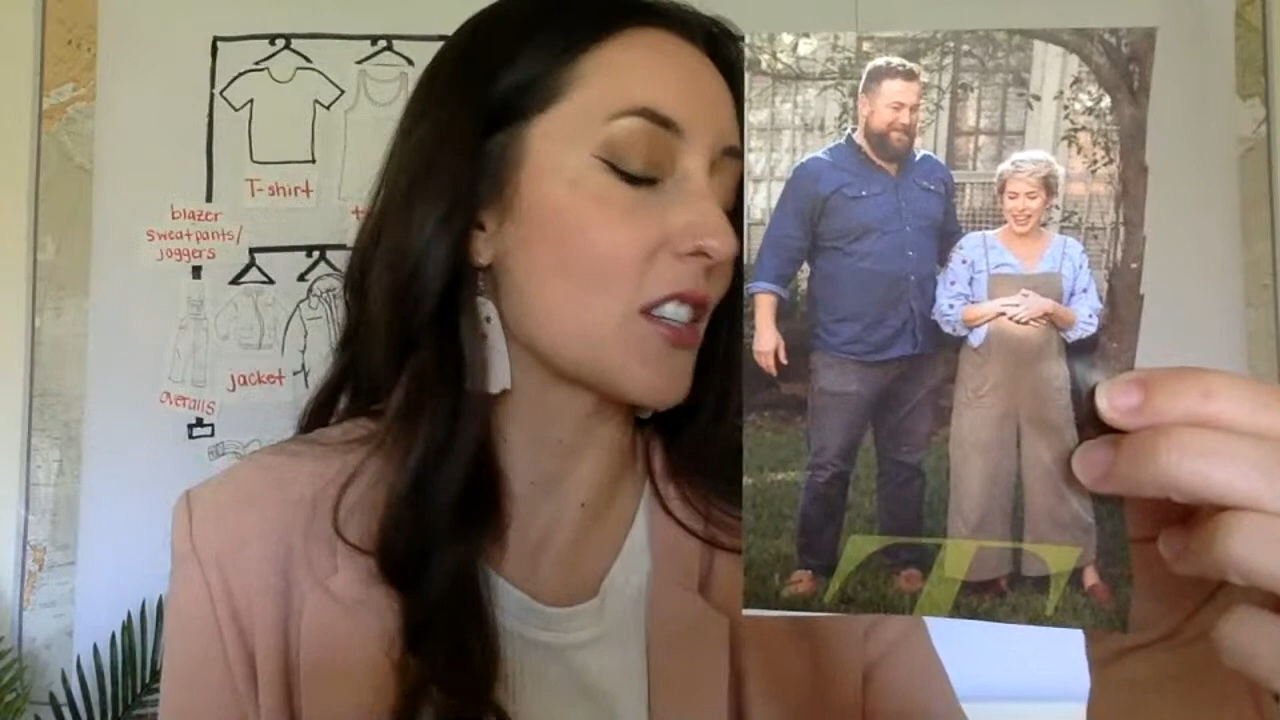 T-shirt
blazer
sweatpants/
joggers
jacket
overalls
T